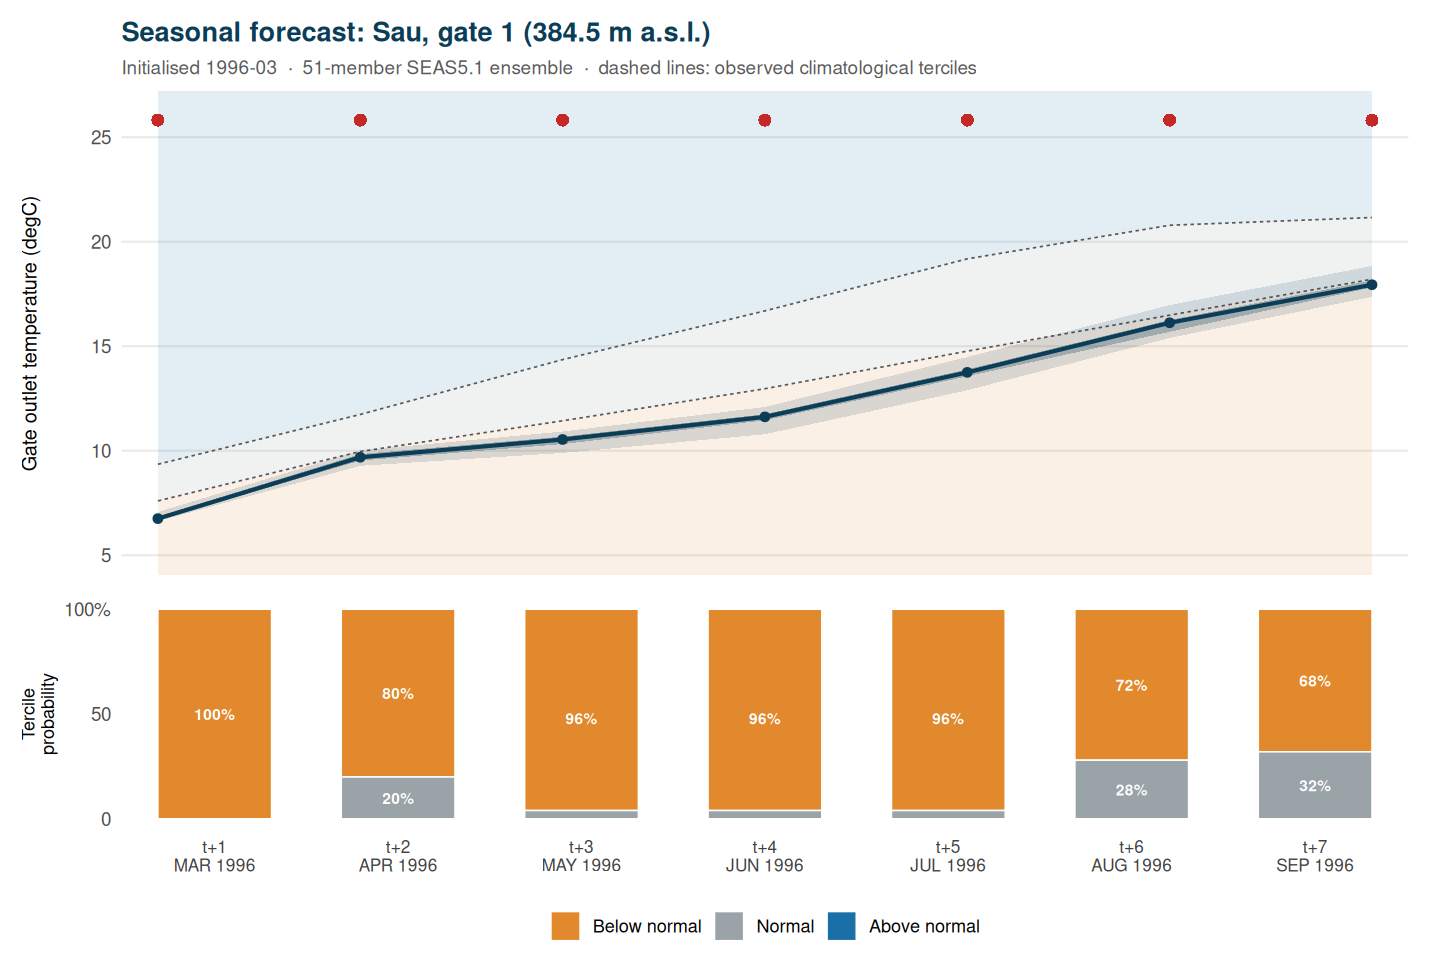 Seasonal forecast: Sau, gate 1 (384.5 m a.s.l.)
Initialised 1996-03 · 51-member SEAS5.1 ensemble · dashed lines: observed climatological terciles
Gate outlet temperature (degC)
25
20
15
10
5
Tercile
probability
100%
50
0
100%
80%
20%
96%
96%
96%
72%
28%
68%
32%
t+1
MAR 1996
t+2
APR 1996
t+3
MAY 1996
t+4
JUN 1996
t+5
JUL 1996
t+6
AUG 1996
t+7
SEP 1996
Below normal
Normal
Above normal